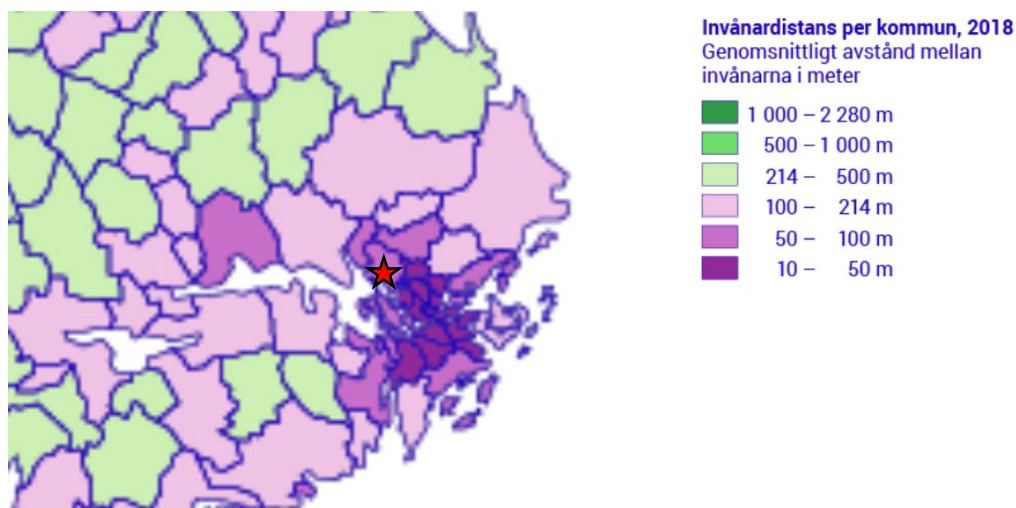 Invånardistans per kommun, 2018
Genomsnittligt avstånd mellan
invånarna i meter
1 000 – 2 280 m
500 – 1 000 m
214 – 500 m
100 – 214 m
50 – 100 m
10 – 50 m